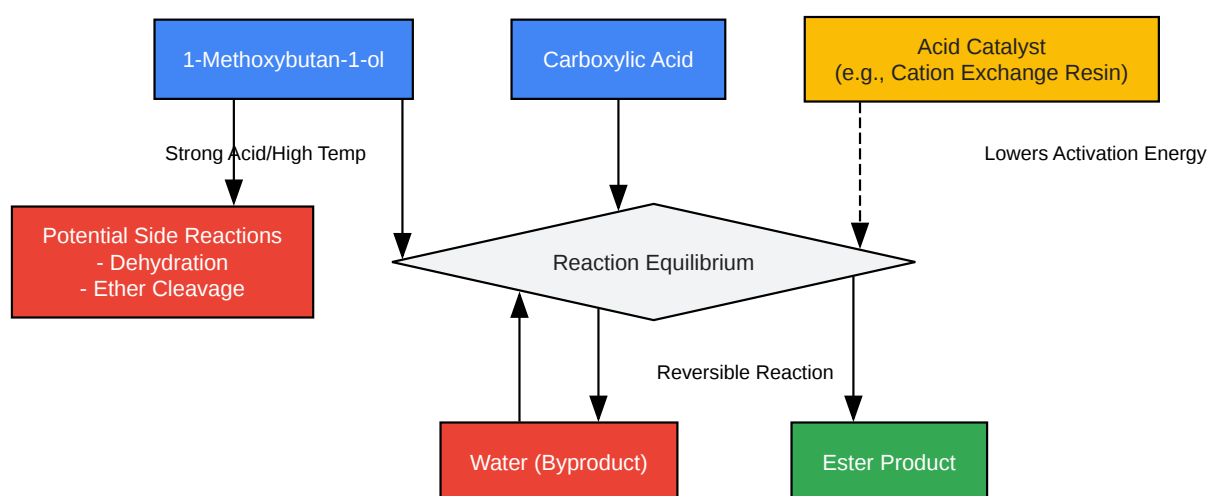 1-Methoxybutan-1-ol
Carboxylic Acid
Acid Catalyst
(e.g., Cation Exchange Resin)
Strong Acid/High Temp
Lowers Activation Energy
Potential Side Reactions
- Dehydration
- Ether Cleavage
Reaction Equilibrium
Reversible Reaction
Water (Byproduct)
Ester Product